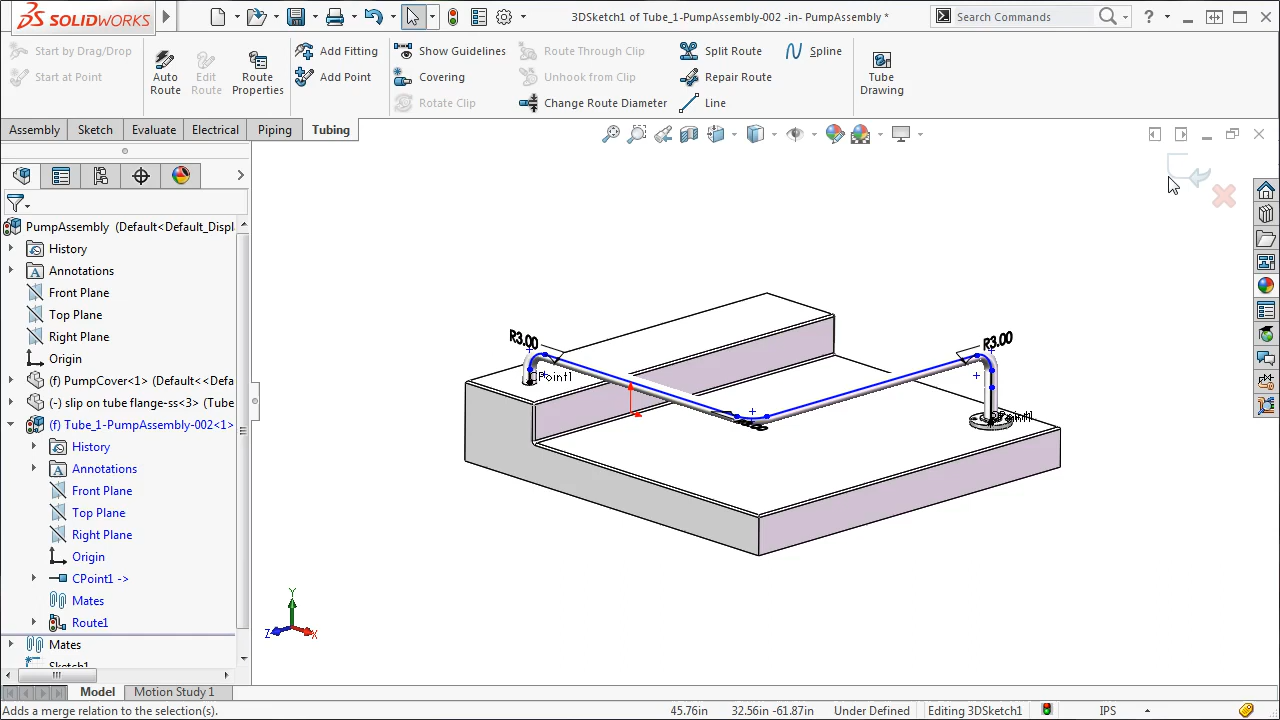 SOLIDWORKS
3DSketch1 of Tube_1-PumpAssembly-002 -in- PumpAssembly *
Search Commands
?
Start by Drag/Drop
Start at Point
Auto
Route
Edit
Route
Route
Properties
Add Fitting
Add Point
Show Guidelines
Covering
Rotate Clip
Route Through Clip
Unhook from Clip
Change Route Diameter
Split Route
Repair Route
Line
Spline
Tube
Drawing
Assembly
Sketch
Evaluate
Electrical
Piping
Tubing
PumpAssembly (Default<Default_Displ
History
Annotations
Front Plane
Top Plane
Right Plane
Origin
(f) PumpCover<1> (Default<<Defa
(-) slip on tube flange-ss<3> (Tube
(f) Tube_1-PumpAssembly-002<1>
History
Annotations
Front Plane
Top Plane
Right Plane
Origin
CPoint1 ->
Mates
Route1
Mates
Sketch1
R3.00
CPoint1
R3.00
Y
Z
X
Model
Motion Study 1
Adds a merge relation to the selection(s).
45.76in
32.56in -61.87in
Under Defined
Editing 3DSketch1
IPS